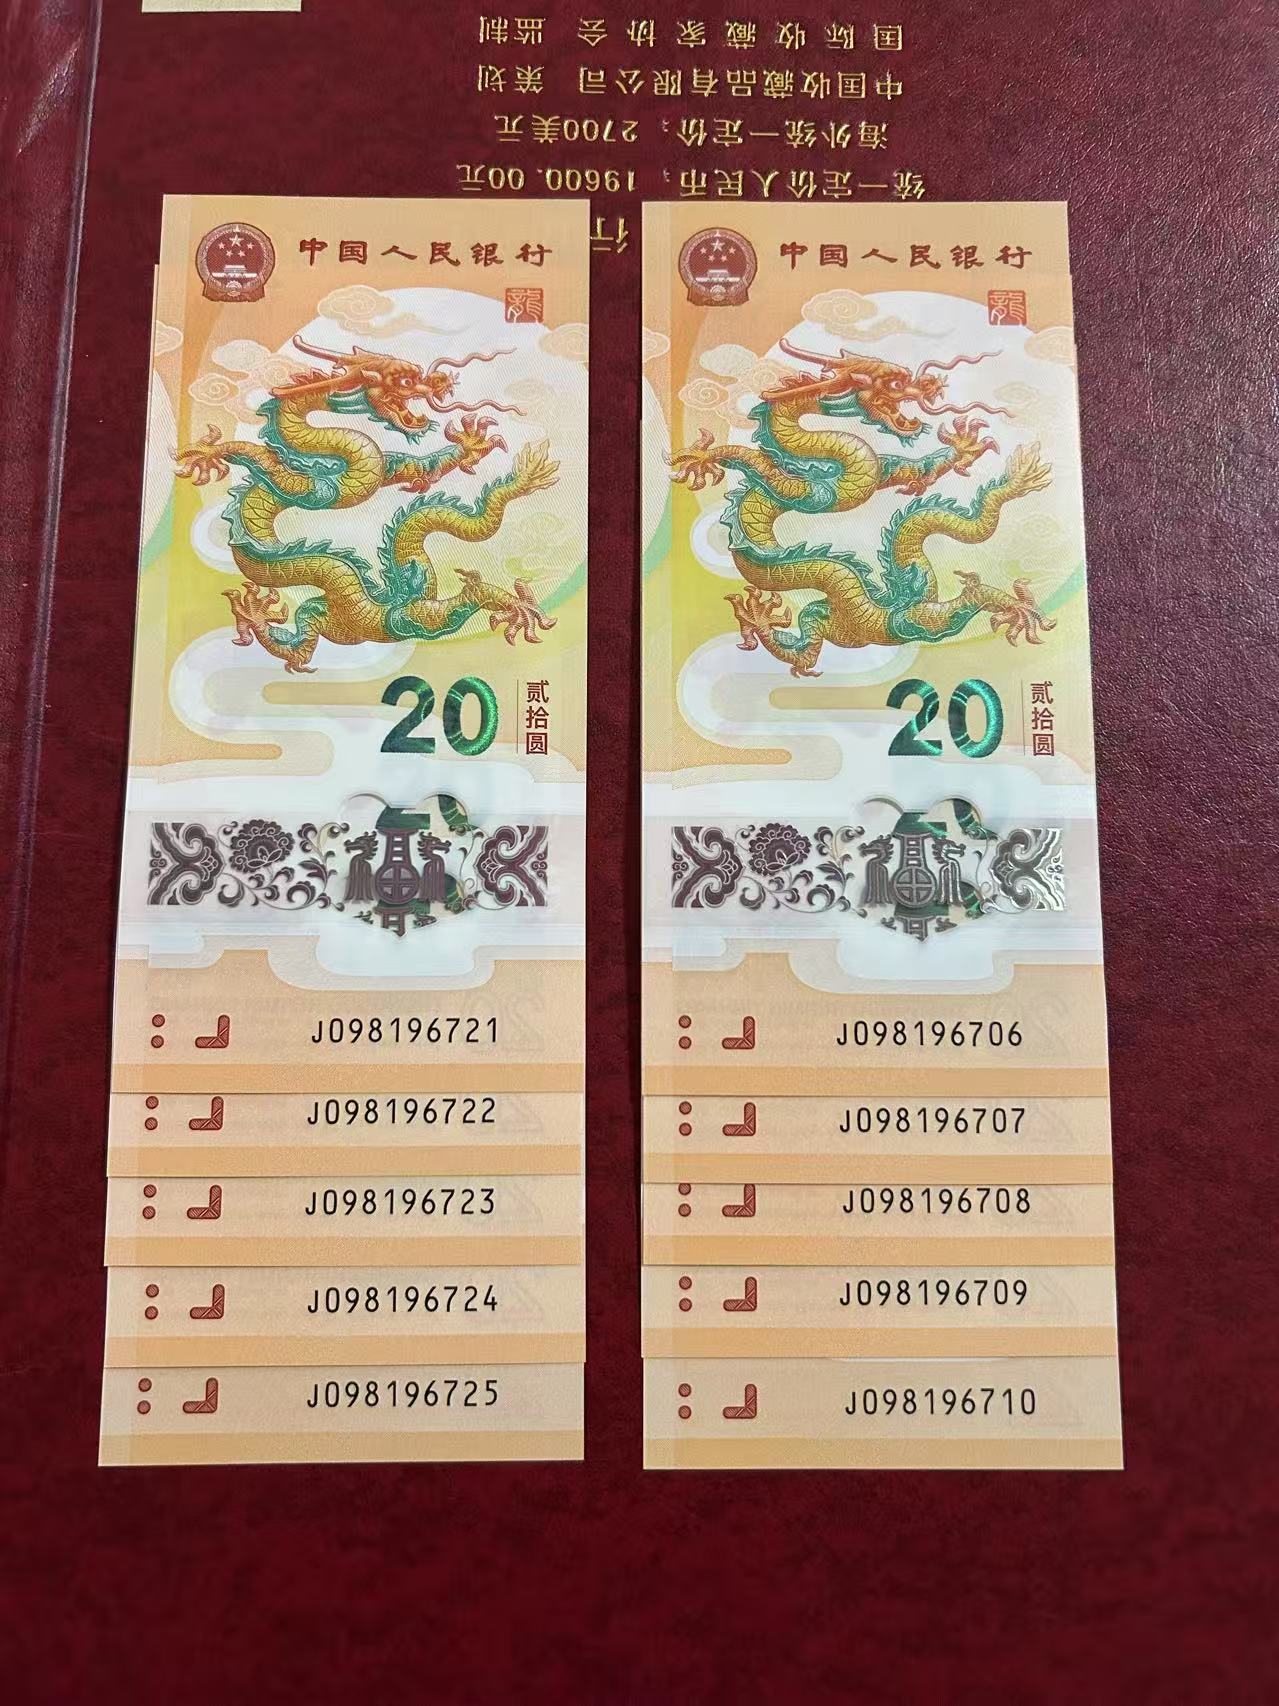 国际收藏家协会 监制
中国收藏品有限公司 策划
海外统一定价：2700美元
统一定价人民币：19600.00元
行
中国人民银行
龍
20
贰拾圆
J098196721
J098196722
J098196723
J098196724
J098196725
中国人民银行
龍
20
贰拾圆
J098196706
J098196707
J098196708
J098196709
J098196710